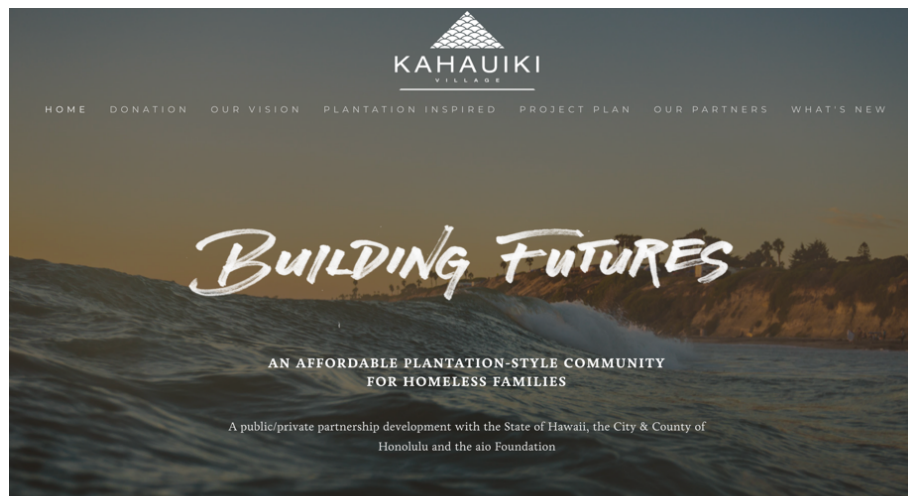 KAHAUIKI
VILLAGE
HOME DONATION OUR VISION PLANTATION INSPIRED PROJECT PLAN OUR PARTNERS WHAT'S NEW
BUILDING FUTURES
AN AFFORDABLE PLANTATION-STYLE COMMUNITY
FOR HOMELESS FAMILIES
A public/private partnership development with the State of Hawaii, the City & County of
Honolulu and the aio Foundation